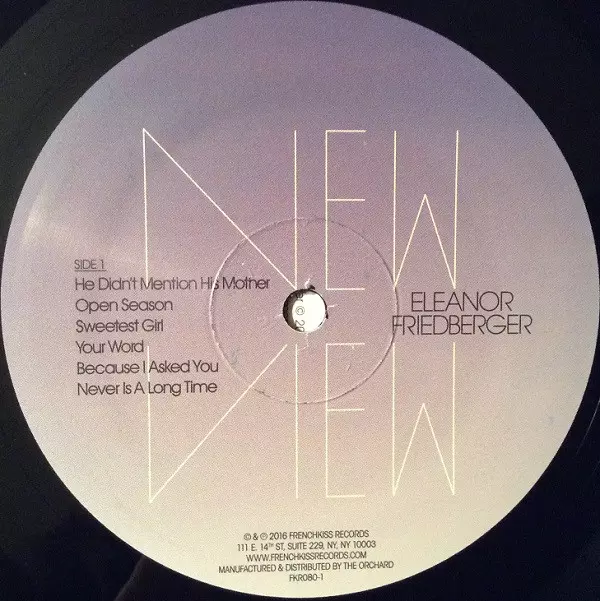 NEW
SIDE 1
He Didn't Mention His Mother
Open Season
Sweetest Girl
Your Word
Because I Asked You
Never Is A Long Time
ELEANOR
FRIEDBERGER
VIEW
© & ℗ 2016 FRENCHKISS RECORDS
111 E. 14TH ST, SUITE 229, NY, NY 10003
WWW.FRENCHKISSRECORDS.COM
MANUFACTURED & DISTRIBUTED BY THE ORCHARD
FKR080-1